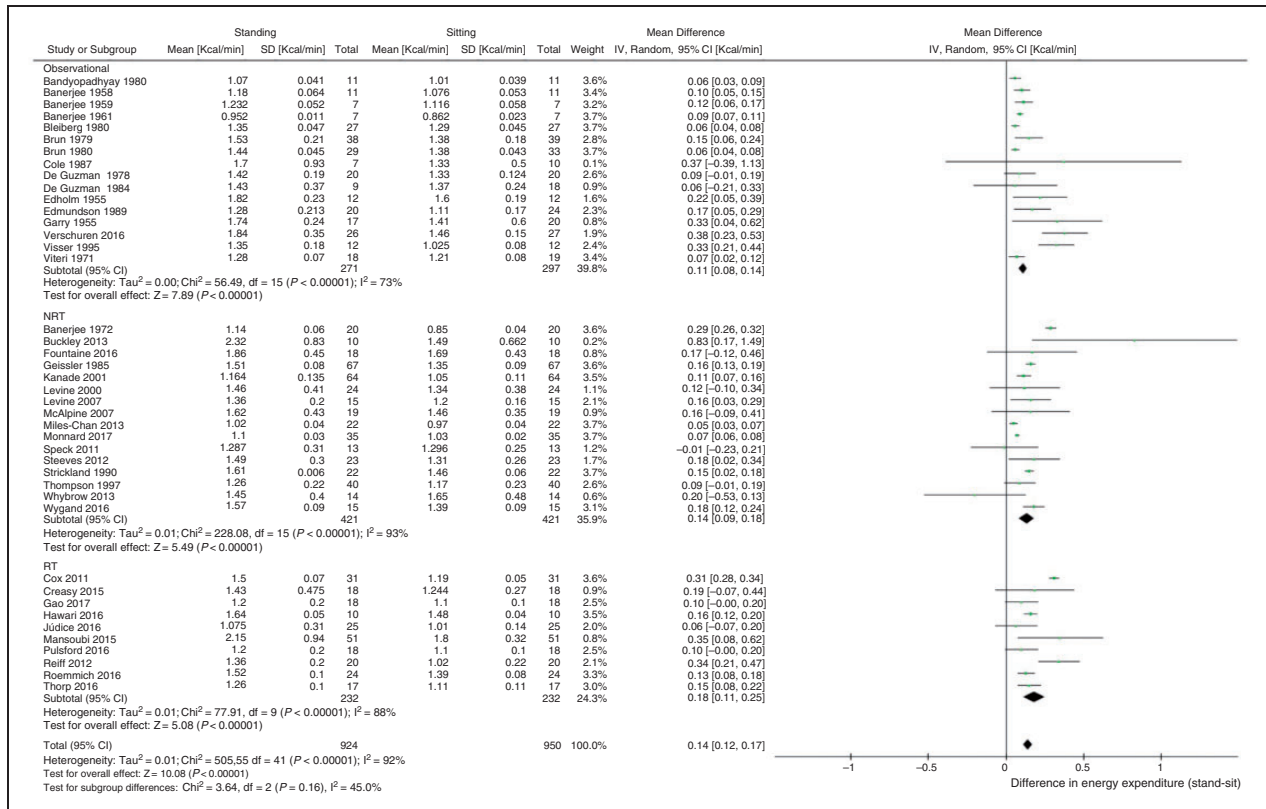 Standing Sitting Mean Difference Mean Difference
Study or Subgroup Mean [Kcal/min] SD [Kcal/min] Total Mean [Kcal/min] SD [Kcal/min] Total Weight IV, Random, 95% CI [Kcal/min] IV, Random, 95% CI [Kcal/min]
Observational
Bandyopadhyay 1980 1.07 0.041 11 1.01 0.039 11 3.6% 0.06 [0.03, 0.09]
Banerjee 1958 1.18 0.064 11 1.076 0.053 11 3.4% 0.10 [0.05, 0.15]
Banerjee 1959 1.232 0.052 7 1.116 0.058 7 3.2% 0.12 [0.06, 0.17]
Banerjee 1961 0.952 0.011 7 0.862 0.023 7 3.7% 0.09 [0.07, 0.11]
Bleiberg 1980 1.35 0.047 27 1.29 0.045 27 3.7% 0.06 [0.04, 0.08]
Brun 1979 1.53 0.21 38 1.38 0.18 39 2.7% 0.15 [0.06, 0.24]
Brun 1980 1.44 0.045 29 1.38 0.043 33 3.7% 0.06 [0.04, 0.08]
Cole 1987 1.7 0.93 7 1.33 0.5 10 0.1% 0.37 [−0.39, 1.13]
De Guzman 1978 1.42 0.19 20 1.33 0.124 20 2.5% 0.09 [−0.01, 0.19]
De Guzman 1984 1.43 0.37 9 1.37 0.24 18 0.8% 0.06 [−0.21, 0.33]
Edholm 1955 1.82 0.23 12 1.6 0.19 12 1.7% 0.22 [0.05, 0.39]
Edmundson 1989 1.28 0.213 20 1.11 0.17 24 2.3% 0.17 [0.05, 0.29]
Garry 1955 1.74 0.24 17 1.41 0.6 20 0.8% 0.33 [0.04, 0.62]
Verschuren 2016 1.84 0.35 26 1.46 0.15 27 1.9% 0.38 [0.23, 0.53]
Visser 1995 1.35 0.18 12 1.025 0.08 12 2.4% 0.33 [0.21, 0.44]
Viteri 1971 1.28 0.07 18 1.21 0.08 19 3.4% 0.07 [0.02, 0.12]
Subtotal (95% CI) 271 297 39.8% 0.11 [0.08, 0.14]
Heterogeneity: Tau² = 0.00; Chi² = 56.49, df = 15 (P < 0.00001); I² = 73%
Test for overall effect: Z = 7.89 (P < 0.00001)
NRT
Banerjee 1972 1.14 0.06 20 0.85 0.04 20 3.6% 0.29 [0.26, 0.32]
Buckley 2013 2.32 0.83 10 1.49 0.662 10 0.2% 0.83 [0.17, 1.49]
Fountaine 2016 1.86 0.45 18 1.69 0.43 18 0.8% 0.17 [−0.12, 0.46]
Geissler 1985 1.51 0.08 67 1.35 0.09 67 3.6% 0.16 [0.13, 0.19]
Kanade 2001 1.164 0.135 64 1.05 0.11 64 3.5% 0.11 [0.07, 0.16]
Levine 2000 1.46 0.41 24 1.34 0.38 24 1.1% 0.12 [−0.10, 0.34]
Levine 2007 1.36 0.2 15 1.2 0.16 15 2.1% 0.16 [0.03, 0.29]
McAlpine 2007 1.62 0.43 19 1.46 0.35 19 0.9% 0.16 [−0.09, 0.41]
Miles-Chan 2013 1.02 0.04 22 0.97 0.04 22 3.7% 0.05 [0.03, 0.07]
Monnard 2017 1.1 0.03 35 1.03 0.02 35 3.7% 0.07 [0.06, 0.08]
Speck 2011 1.287 0.31 13 1.296 0.25 13 1.2% −0.01 [−0.23, 0.21]
Steeves 2012 1.49 0.3 23 1.31 0.26 23 1.7% 0.18 [0.02, 0.34]
Strickland 1990 1.61 0.006 22 1.46 0.06 22 3.6% 0.15 [0.02, 0.18]
Thompson 1997 1.26 0.22 40 1.17 0.23 40 2.6% 0.09 [−0.01, 0.19]
Whybrow 2013 1.45 0.4 14 1.65 0.48 14 0.6% 0.20 [−0.53, 0.13]
Wygand 2016 1.57 0.09 15 1.39 0.09 15 3.1% 0.18 [0.12, 0.24]
Subtotal (95% CI) 421 421 35.9% 0.14 [0.09, 0.18]
Heterogeneity: Tau² = 0.01; Chi² = 228.08, df = 15 (P < 0.00001); I² = 93%
Test for overall effect: Z = 5.49 (P < 0.00001)
RT
Cox 2011 1.5 0.07 31 1.19 0.05 31 3.6% 0.31 [0.28, 0.34]
Creasy 2015 1.43 0.475 18 1.244 0.27 18 0.9% 0.19 [−0.07, 0.44]
Gao 2017 1.2 0.2 18 1.1 0.1 18 2.5% 0.10 [−0.00, 0.20]
Hawari 2016 1.64 0.05 10 1.48 0.04 10 3.5% 0.16 [0.12, 0.20]
Júdice 2016 1.075 0.31 25 1.01 0.14 25 2.1% 0.06 [−0.07, 0.20]
Mansoubi 2015 2.15 0.94 51 1.8 0.32 51 0.8% 0.35 [0.08, 0.62]
Pulsford 2016 1.2 0.2 18 1.1 0.1 18 2.5% 0.10 [−0.00, 0.20]
Reiff 2012 1.36 0.2 20 1.02 0.22 20 2.1% 0.34 [0.21, 0.47]
Roemmich 2016 1.52 0.1 24 1.39 0.08 24 3.3% 0.13 [0.08, 0.18]
Thorp 2016 1.26 0.1 17 1.11 0.11 17 3.0% 0.15 [0.08, 0.22]
Subtotal (95% CI) 232 232 24.3% 0.18 [0.11, 0.25]
Heterogeneity: Tau² = 0.01; Chi² = 77.91, df = 9 (P < 0.00001); I² = 88%
Test for overall effect: Z = 5.08 (P < 0.00001)
Total (95% CI) 924 950 100.0% 0.14 [0.12, 0.17]
Heterogeneity: Tau² = 0.01; Chi² = 505,55 df = 41 (P < 0.00001); I² = 92%
Test for overall effect: Z = 10.08 (P < 0.00001)
Test for subgroup differences: Chi² = 3.64, df = 2 (P = 0.16), I² = 45.0%
−1 −0.5 0 0.5 1
Difference in energy expenditure (stand-sit)